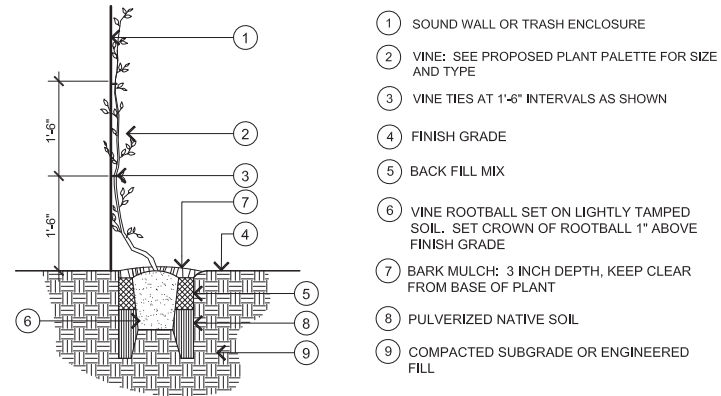 1
2
3
7
4
5
6
8
9
1'-6"
1'-6"
1 SOUND WALL OR TRASH ENCLOSURE
2 VINE: SEE PROPOSED PLANT PALETTE FOR SIZE
AND TYPE
3 VINE TIES AT 1'-6" INTERVALS AS SHOWN
4 FINISH GRADE
5 BACK FILL MIX
6 VINE ROOTBALL SET ON LIGHTLY TAMPED
SOIL. SET CROWN OF ROOTBALL 1" ABOVE
FINISH GRADE
7 BARK MULCH: 3 INCH DEPTH, KEEP CLEAR
FROM BASE OF PLANT
8 PULVERIZED NATIVE SOIL
9 COMPACTED SUBGRADE OR ENGINEERED
FILL